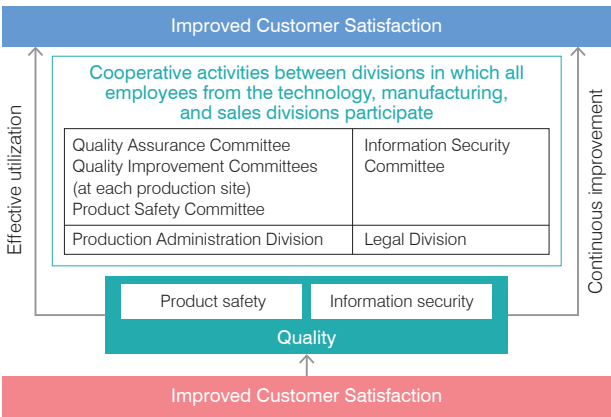 Improved Customer Satisfaction
Cooperative activities between divisions in which all
employees from the technology, manufacturing,
and sales divisions participate
Quality Assurance Committee
Quality Improvement Committees
(at each production site)
Product Safety Committee
Information Security
Committee
Production Administration Division
Legal Division
Effective utilization
Continuous improvement
Product safety
Information security
Quality
Improved Customer Satisfaction